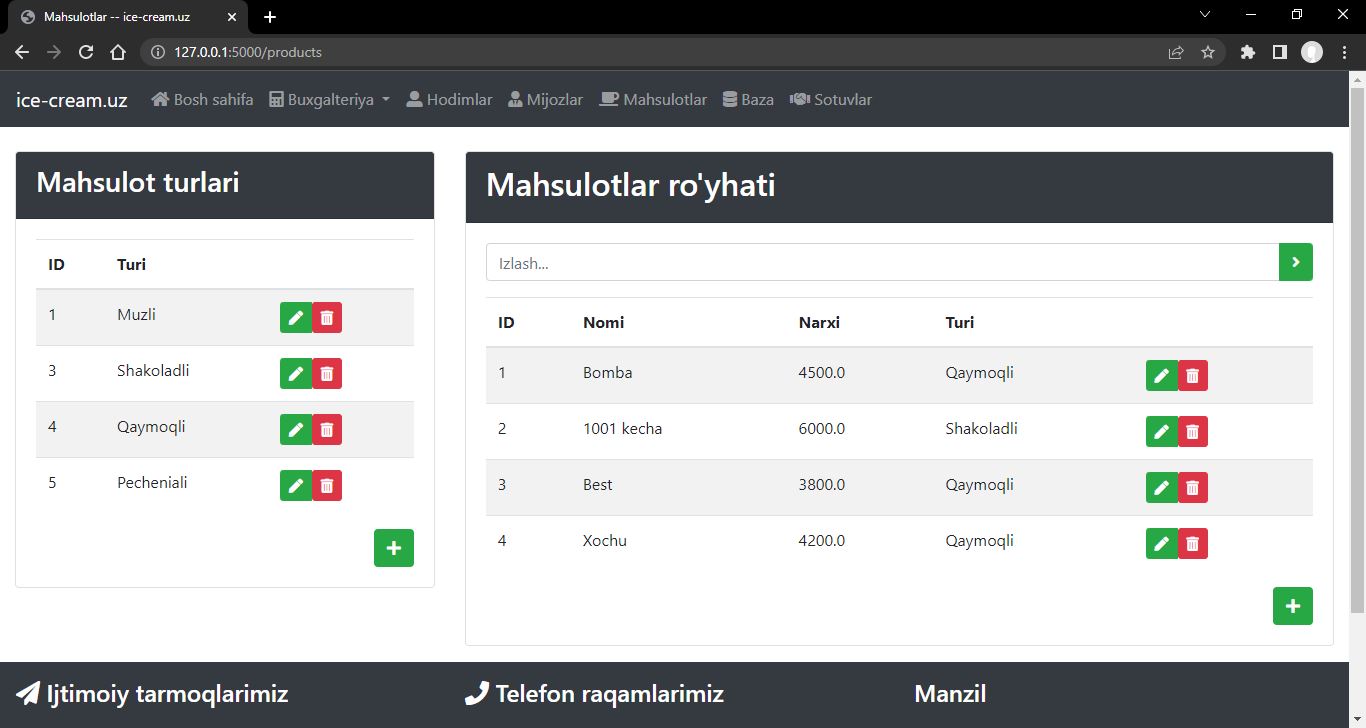 Mahsulotlar -- ice-cream.uz
127.0.0.1:5000/products
ice-cream.uz Bosh sahifa Buxgalteriya Hodimlar Mijozlar Mahsulotlar Baza Sotuvlar
Mahsulot turlari
ID Turi
1 Muzli
3 Shakoladli
4 Qaymoqli
5 Pecheniali
Mahsulotlar ro'yhati
Izlash...
ID Nomi Narxi Turi
1 Bomba 4500.0 Qaymoqli
2 1001 kecha 6000.0 Shakoladli
3 Best 3800.0 Qaymoqli
4 Xochu 4200.0 Qaymoqli
Ijtimoiy tarmoqlarimiz Telefon raqamlarimiz Manzil